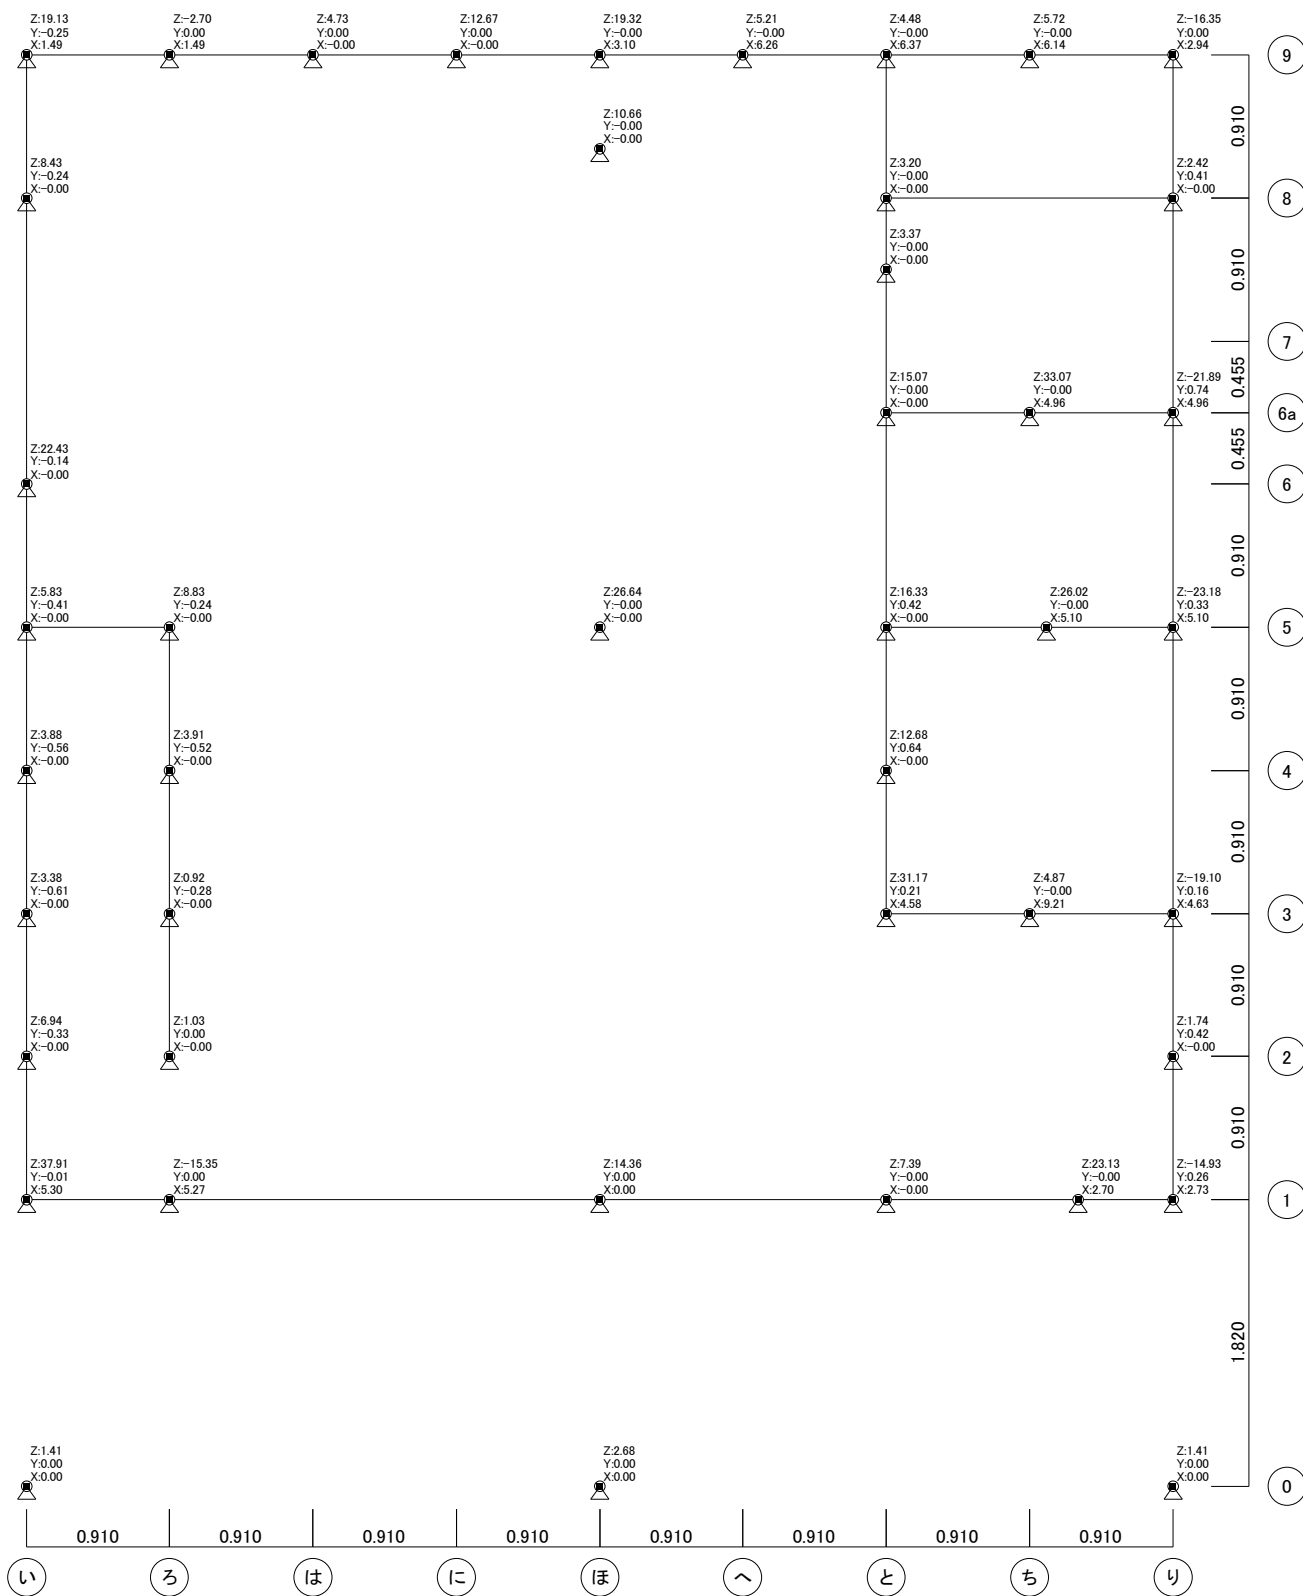 Z:19.13
Y:-0.25
X:1.49
Z:-2.70
Y:0.00
X:1.49
Z:4.73
Y:0.00
X:-0.00
Z:12.67
Y:0.00
X:-0.00
Z:19.32
Y:-0.00
X:3.10
Z:5.21
Y:-0.00
X:6.26
Z:4.48
Y:-0.00
X:6.37
Z:5.72
Y:-0.00
X:6.14
Z:-16.35
Y:0.00
X:2.94
9
Z:10.66
Y:-0.00
X:-0.00
0.910
Z:8.43
Y:-0.24
X:-0.00
Z:3.20
Y:-0.00
X:-0.00
Z:2.42
Y:0.41
X:-0.00
8
Z:3.37
Y:-0.00
X:-0.00
0.910
7
0.455
Z:15.07
Y:-0.00
X:-0.00
Z:33.07
Y:-0.00
X:4.96
Z:-21.89
Y:0.74
X:4.96
6a
0.455
Z:22.43
Y:-0.14
X:-0.00
6
0.910
Z:5.83
Y:-0.41
X:-0.00
Z:8.83
Y:-0.24
X:-0.00
Z:26.64
Y:-0.00
X:-0.00
Z:16.33
Y:0.42
X:-0.00
Z:26.02
Y:-0.00
X:5.10
Z:-23.18
Y:0.33
X:5.10
5
0.910
Z:3.88
Y:-0.56
X:-0.00
Z:3.91
Y:-0.52
X:-0.00
Z:12.68
Y:0.64
X:-0.00
4
0.910
Z:3.38
Y:-0.61
X:-0.00
Z:0.92
Y:-0.28
X:-0.00
Z:31.17
Y:0.21
X:4.58
Z:4.87
Y:-0.00
X:9.21
Z:-19.10
Y:0.16
X:4.63
3
0.910
Z:6.94
Y:-0.33
X:-0.00
Z:1.03
Y:0.00
X:-0.00
Z:1.74
Y:0.42
X:-0.00
2
0.910
Z:37.91
Y:-0.01
X:5.30
Z:-15.35
Y:0.00
X:5.27
Z:14.36
Y:0.00
X:0.00
Z:7.39
Y:-0.00
X:-0.00
Z:23.13
Y:-0.00
X:2.70
Z:-14.93
Y:0.26
X:2.73
1
1.820
Z:1.41
Y:0.00
X:0.00
Z:2.68
Y:0.00
X:0.00
Z:1.41
Y:0.00
X:0.00
0
0.910
0.910
0.910
0.910
0.910
0.910
0.910
0.910
い
ろ
は
に
ほ
へ
と
ち
り